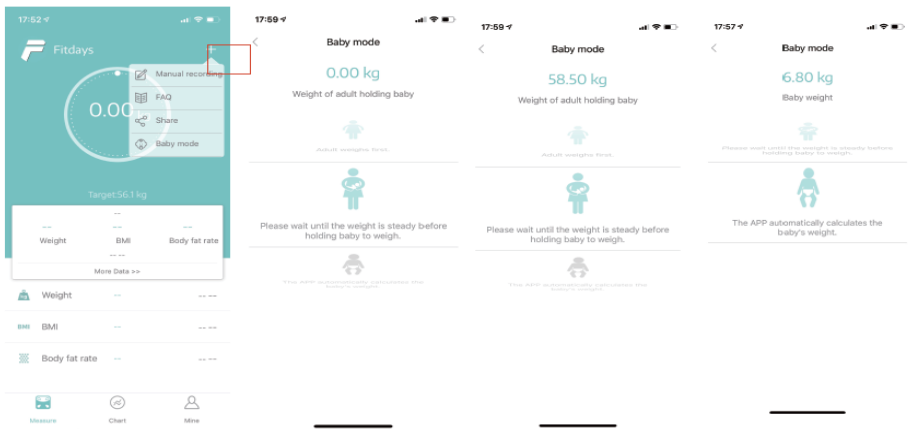 17:52
Fitdays
+
Manual recording
FAQ
Share
Baby mode
0.00
Target:56.1 kg
--
-- -- --
Weight BMI Body fat rate
-- --
More Data >>
Weight -- -- --
BMI BMI -- -- --
Body fat rate -- -- --
Measure Chart Mine
17:59
Baby mode
0.00 kg
Weight of adult holding baby
Adult weighs first.
Please wait until the weight is steady before
holding baby to weigh.
The APP automatically calculates the
baby's weight.
17:59
Baby mode
58.50 kg
Weight of adult holding baby
Adult weighs first.
Please wait until the weight is steady before
holding baby to weigh.
The APP automatically calculates the
baby's weight.
17:57
Baby mode
6.80 kg
Baby weight
Please wait until the weight is steady before
holding baby to weigh.
The APP automatically calculates the
baby's weight.